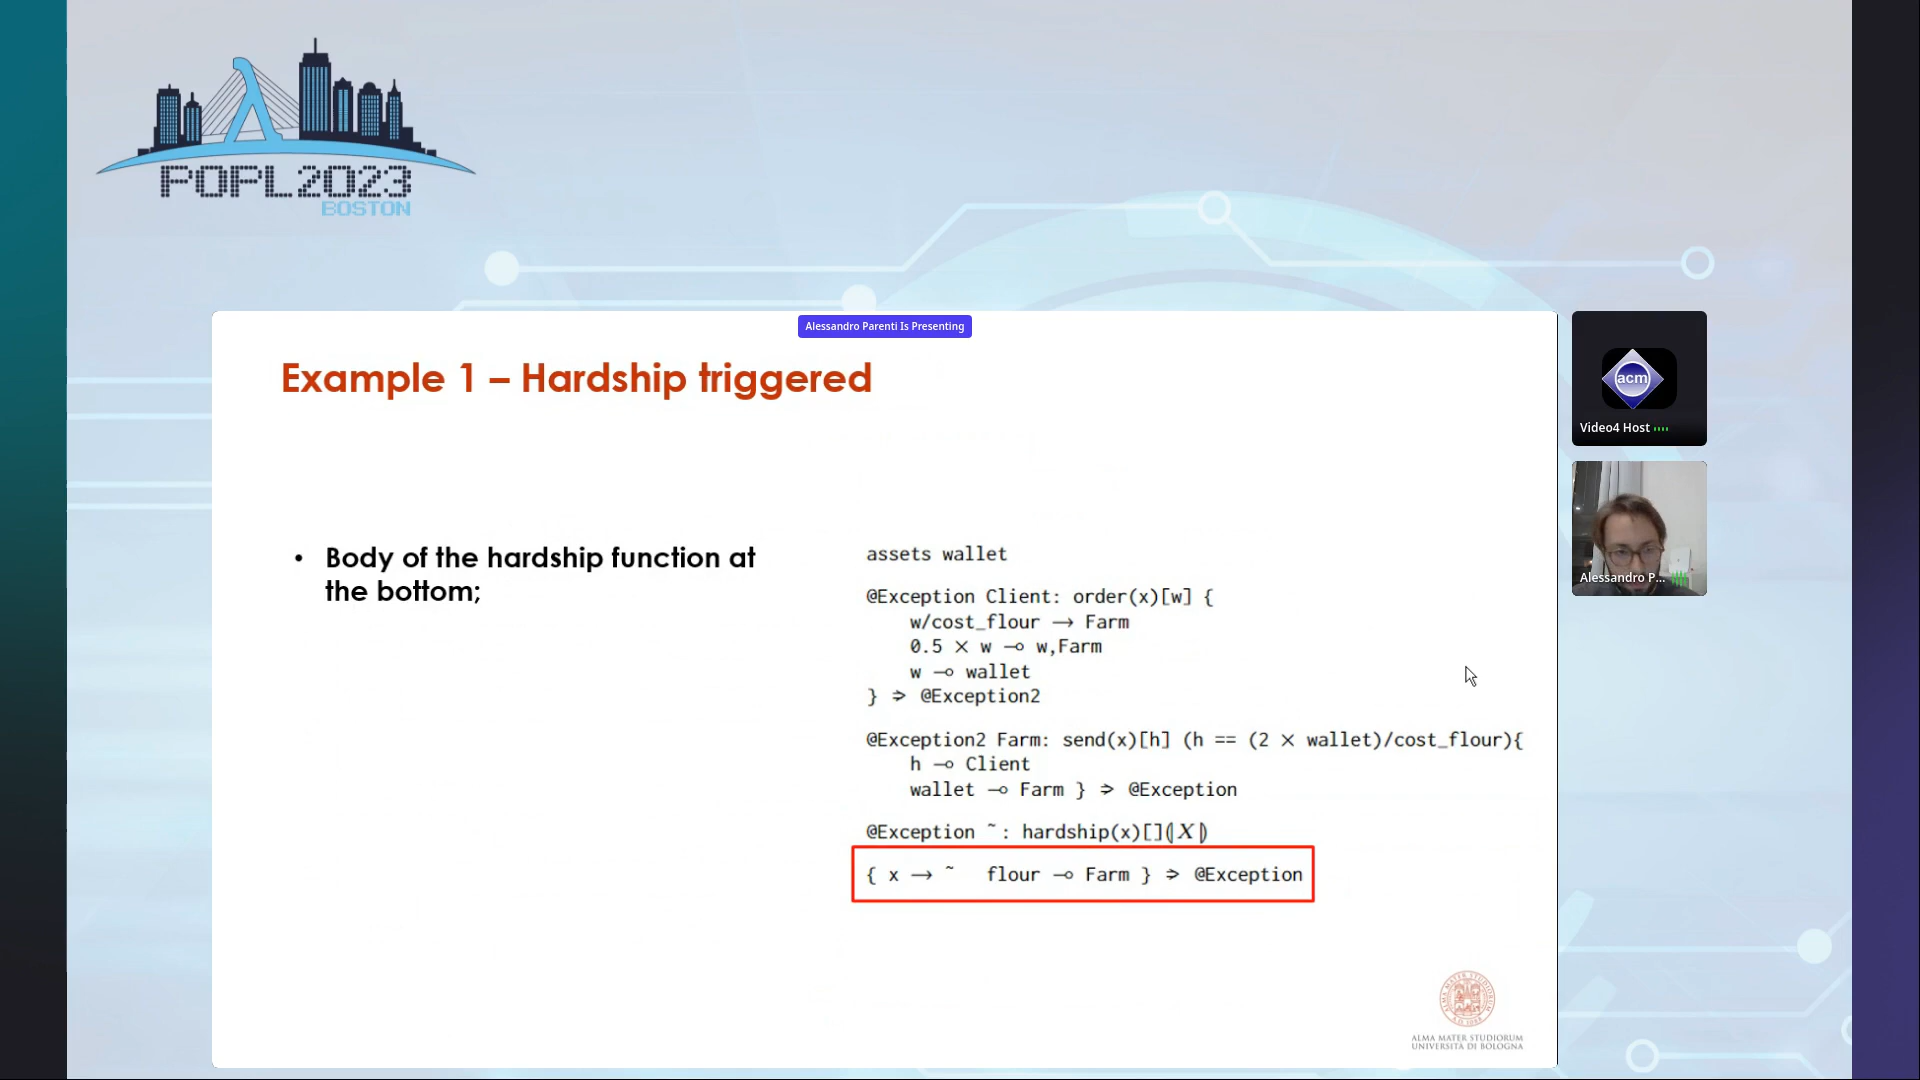 POPL2023
BOSTON
Alessandro Parenti Is Presenting
Example 1 – Hardship triggered
• Body of the hardship function at
the bottom;
assets wallet
@Exception Client: order(x)[w] {
w/cost_flour → Farm
0.5 × w ⊸ w,Farm
w ⊸ wallet
} ⋗ @Exception2
@Exception2 Farm: send(x)[h] (h == (2 × wallet)/cost_flour){
h ⊸ Client
wallet ⊸ Farm } ⋗ @Exception
@Exception ~: hardship(x)[]⦇X⦈
{ x → ~ flour ⊸ Farm } ⋗ @Exception
acm
Video4 Host
Alessandro P...
ALMA MATER STUDIORUM
UNIVERSITÀ DI BOLOGNA